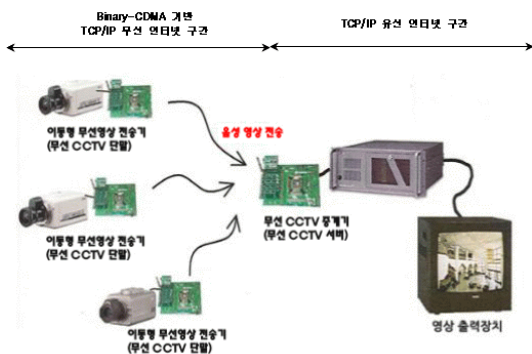 Binary-CDMA 기반
TCP/IP 무선 인터넷 구간
TCP/IP 유선 인터넷 구간
이동형 무선영상 전송기
(무선 CCTV 단말)
음성 영상 전송
이동형 무선영상 전송기
(무선 CCTV 단말)
무선 CCTV 중계기
(무선 CCTV 서버)
이동형 무선영상 전송기
(무선 CCTV 단말)
영상 출력장치